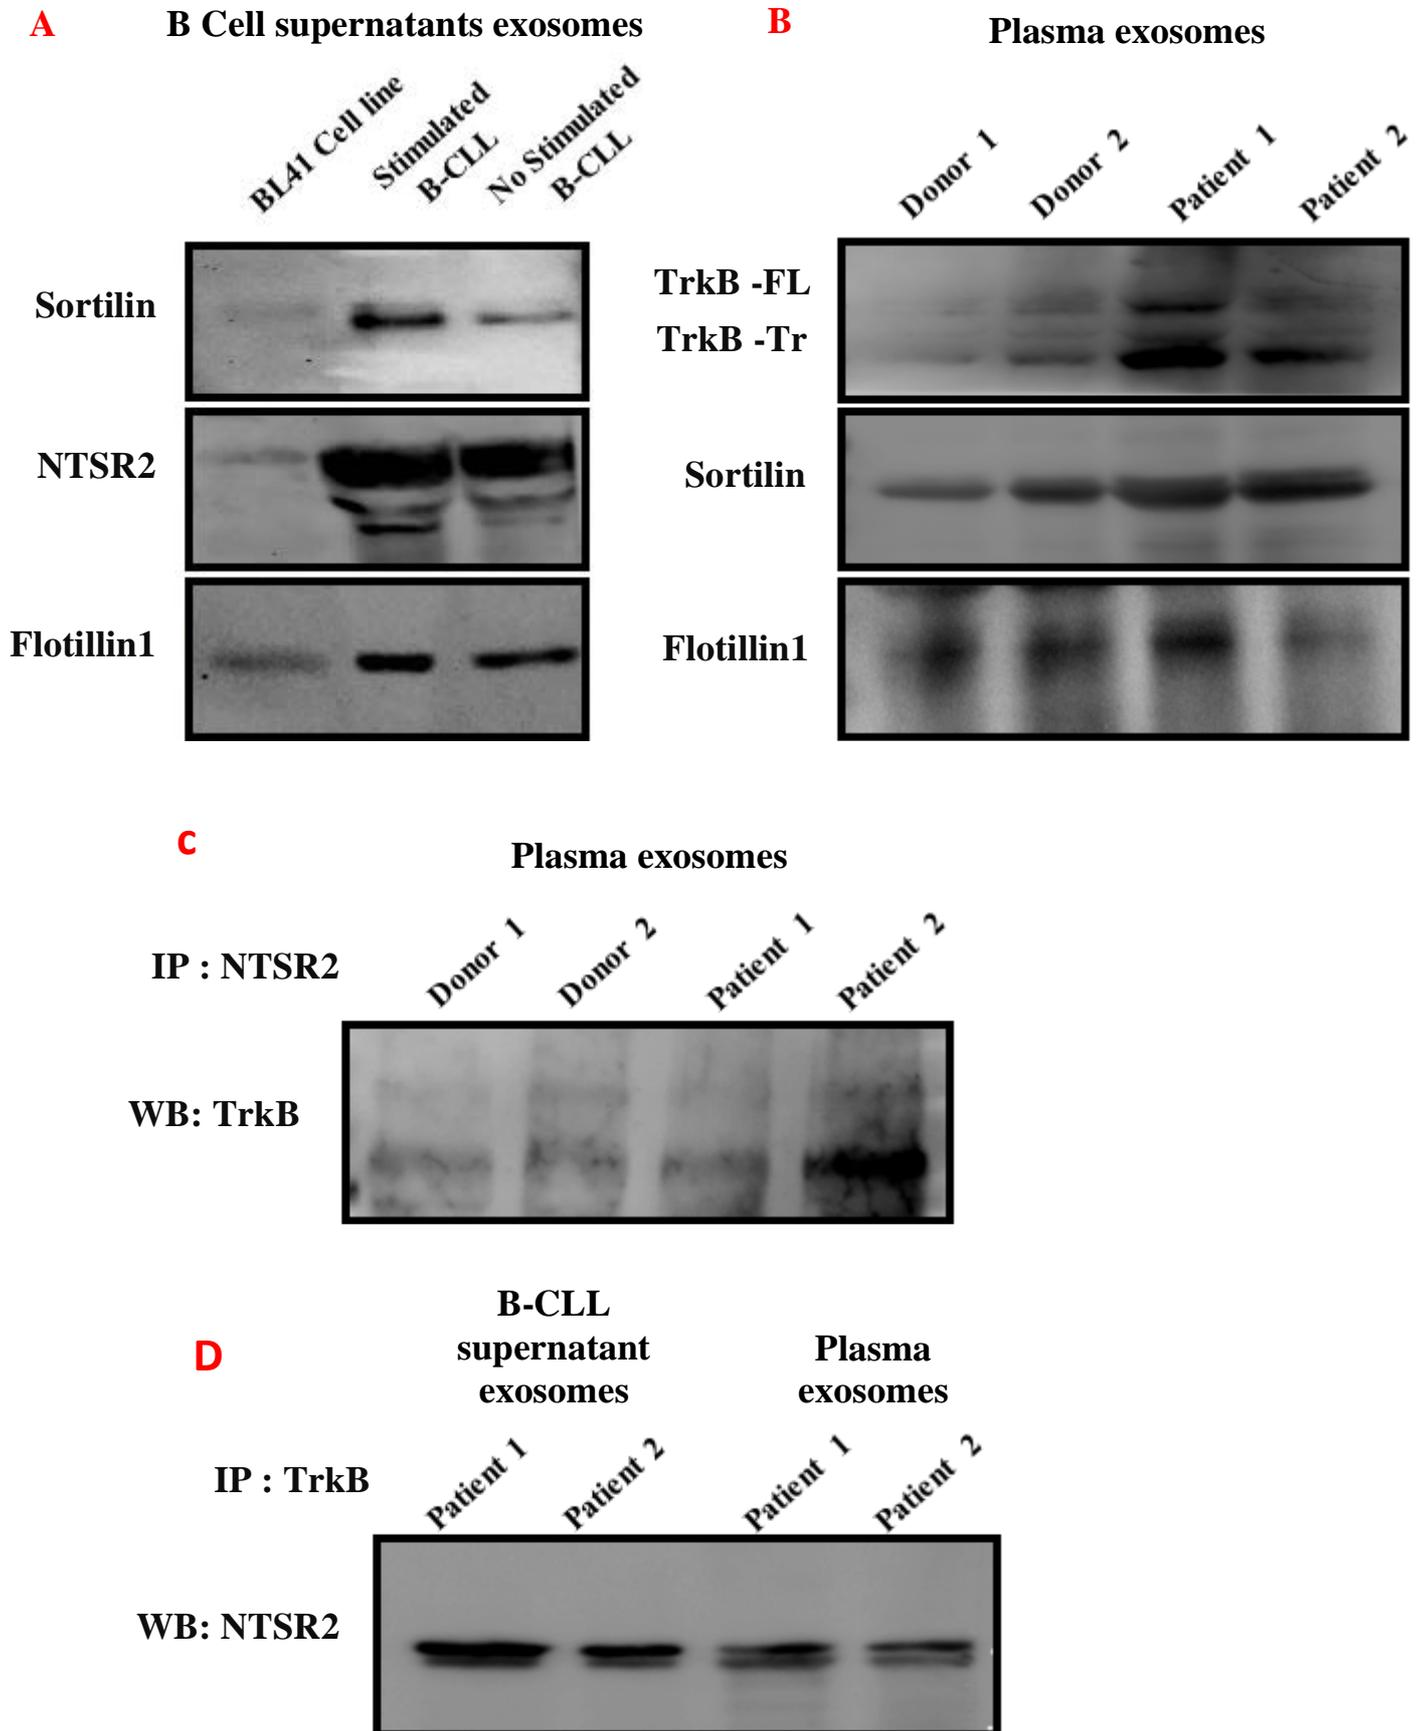 A
B Cell supernatants exosomes
BL41 Cell line
Stimulated
B-CLL
No Stimulated
B-CLL
Sortilin
NTSR2
Flotillin1
B
Plasma exosomes
Donor 1
Donor 2
Patient 1
Patient 2
TrkB -FL
TrkB -Tr
Sortilin
Flotillin1
c
Plasma exosomes
IP : NTSR2
Donor 1
Donor 2
Patient 1
Patient 2
WB: TrkB
D
B-CLL
supernatant
exosomes
Plasma
exosomes
IP : TrkB
Patient 1
Patient 2
Patient 1
Patient 2
WB: NTSR2